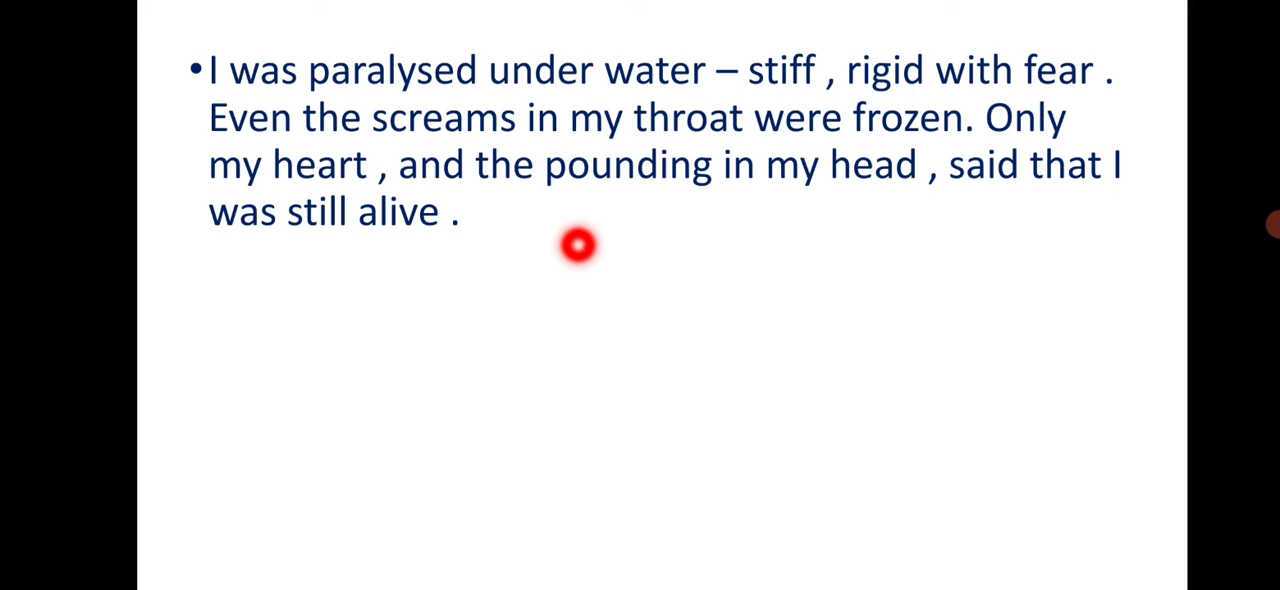 •I was paralysed under water – stiff , rigid with fear .
Even the screams in my throat were frozen. Only
my heart , and the pounding in my head , said that I
was still alive .